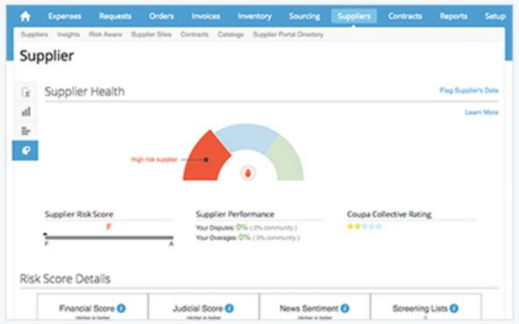 Expenses Requests Orders Invoices Inventory Sourcing Suppliers Contracts Reports Setup
Suppliers Insights Risk Aware Supplier Sites Contracts Catalogs Supplier Portal Directory
Supplier
Supplier Health
Flag Supplier's Data
Learn More
High risk supplier
Supplier Risk Score
F
F A
Supplier Performance
Your Disputes: 0% ( 0% community )
Your Overages: 0% ( 0% community )
Coupa Collective Rating
Risk Score Details
Financial Score
Judicial Score
News Sentiment
Screening Lists